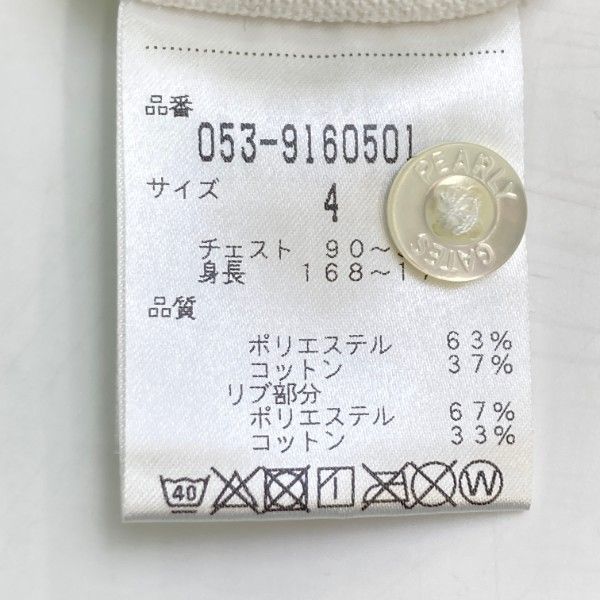 品番
053-9160501
サイズ
4
チェスト 90～
身長 168～17
品質
ポリエステル 63%
コットン 37%
リブ部分
ポリエステル 67%
コットン 33%
40
W
PEARLY
GATES